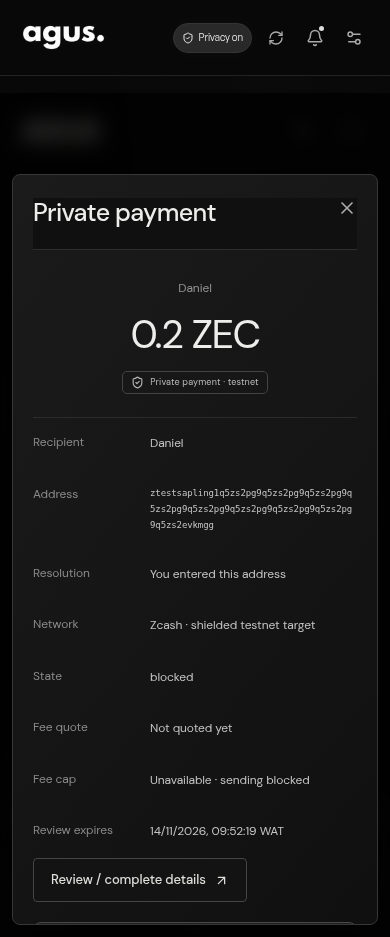 agus.
Privacy on
Private payment
Daniel
0.2 ZEC
Private payment · testnet
Recipient
Daniel
Address
ztestsapling1q5zs2pg9q5zs2pg9q5zs2pg9q
5zs2pg9q5zs2pg9q5zs2pg9q5zs2pg9q5zs2pg
9q5zs2evkmgg
Resolution
You entered this address
Network
Zcash · shielded testnet target
State
blocked
Fee quote
Not quoted yet
Fee cap
Unavailable · sending blocked
Review expires
14/11/2026, 09:52:19 WAT
Review / complete details